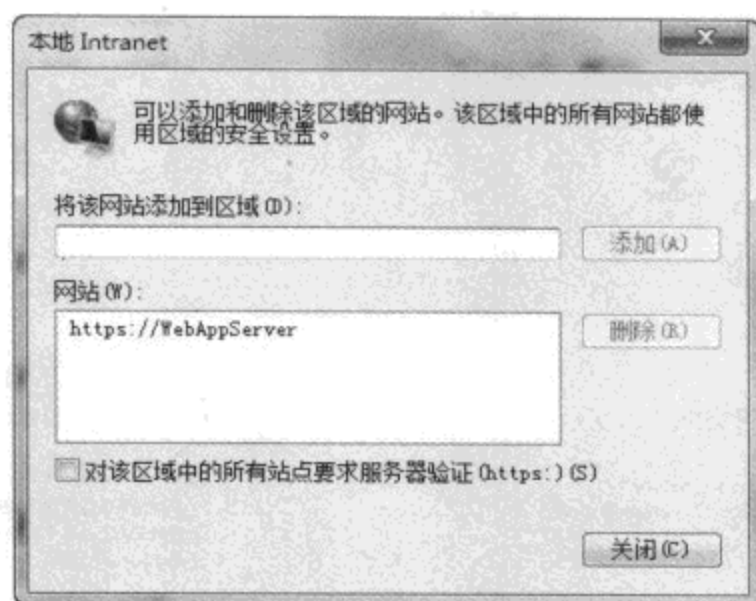 本地 Intranet
可以添加和删除该区域的网站。该区域中的所有网站都使
用区域的安全设置。
将该网站添加到区域(D):
添加(A)
网站(W):
https://WebAppServer
删除(R)
对该区域中的所有站点要求服务器验证(https:)(S)
关闭(C)